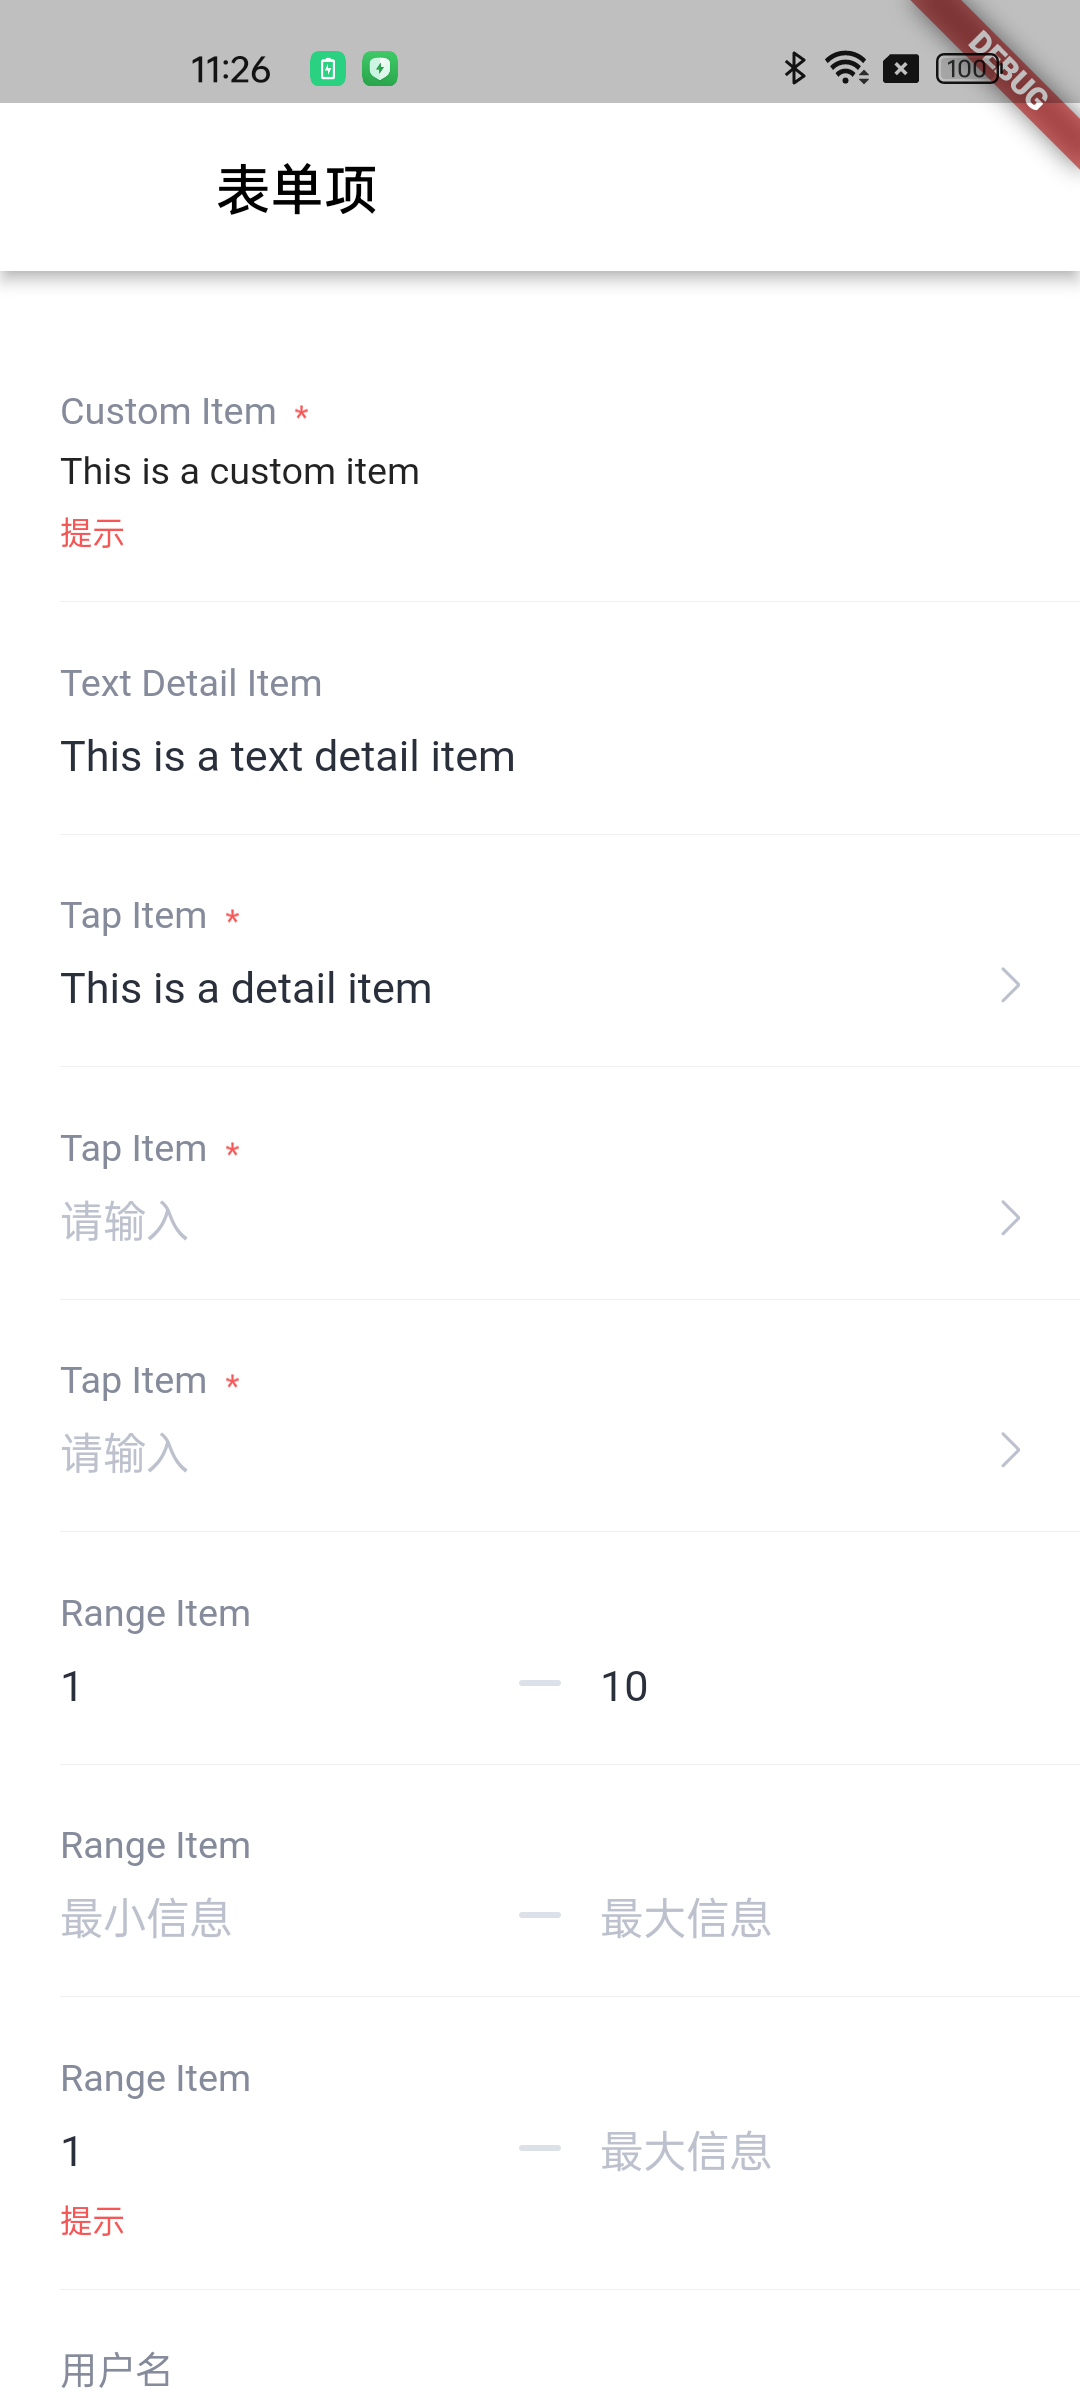 11:26
100
DEBUG
表单项
Custom Item *
This is a custom item
提示
Text Detail Item
This is a text detail item
Tap Item *
This is a detail item
Tap Item *
请输入
Tap Item *
请输入
Range Item
1 — 10
Range Item
最小信息 — 最大信息
Range Item
1 — 最大信息
提示
用户名